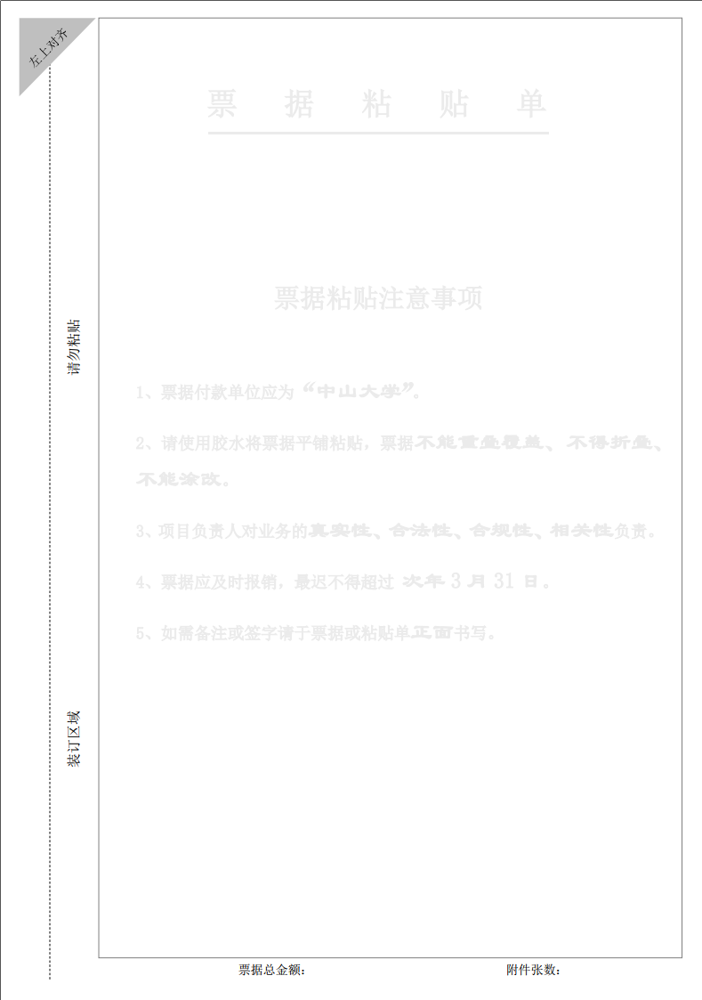 左上对齐
票据粘贴单
票据粘贴注意事项
请勿粘贴
1、票据付款单位应为“中山大学”。
2、请使用胶水将票据平铺粘贴，票据不能重叠覆盖、不得折叠、
不能涂改。
3、项目负责人对业务的真实性、合法性、合规性、相关性负责。
4、票据应及时报销，最迟不得超过 次年 3 月 31 日。
5、如需备注或签字请于票据或粘贴单正面书写。
装订区域
票据总金额：
附件张数：